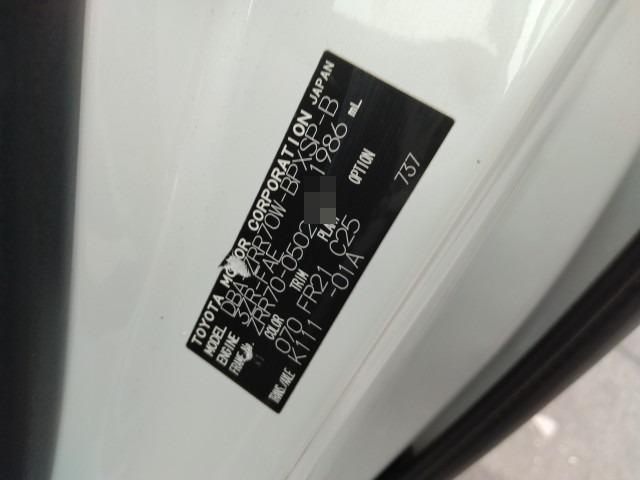 TOYOTA MOTOR CORPORATION JAPAN
MODEL DBA-ZRR70W-BPXSP-B
ENGINE 3ZR-FAE 1986 mL
FRAME ZRR70-0502
COLOR TRIM PLANT OPTION
070 FR21 C25
TRANS./AXLE K111 -01A 737